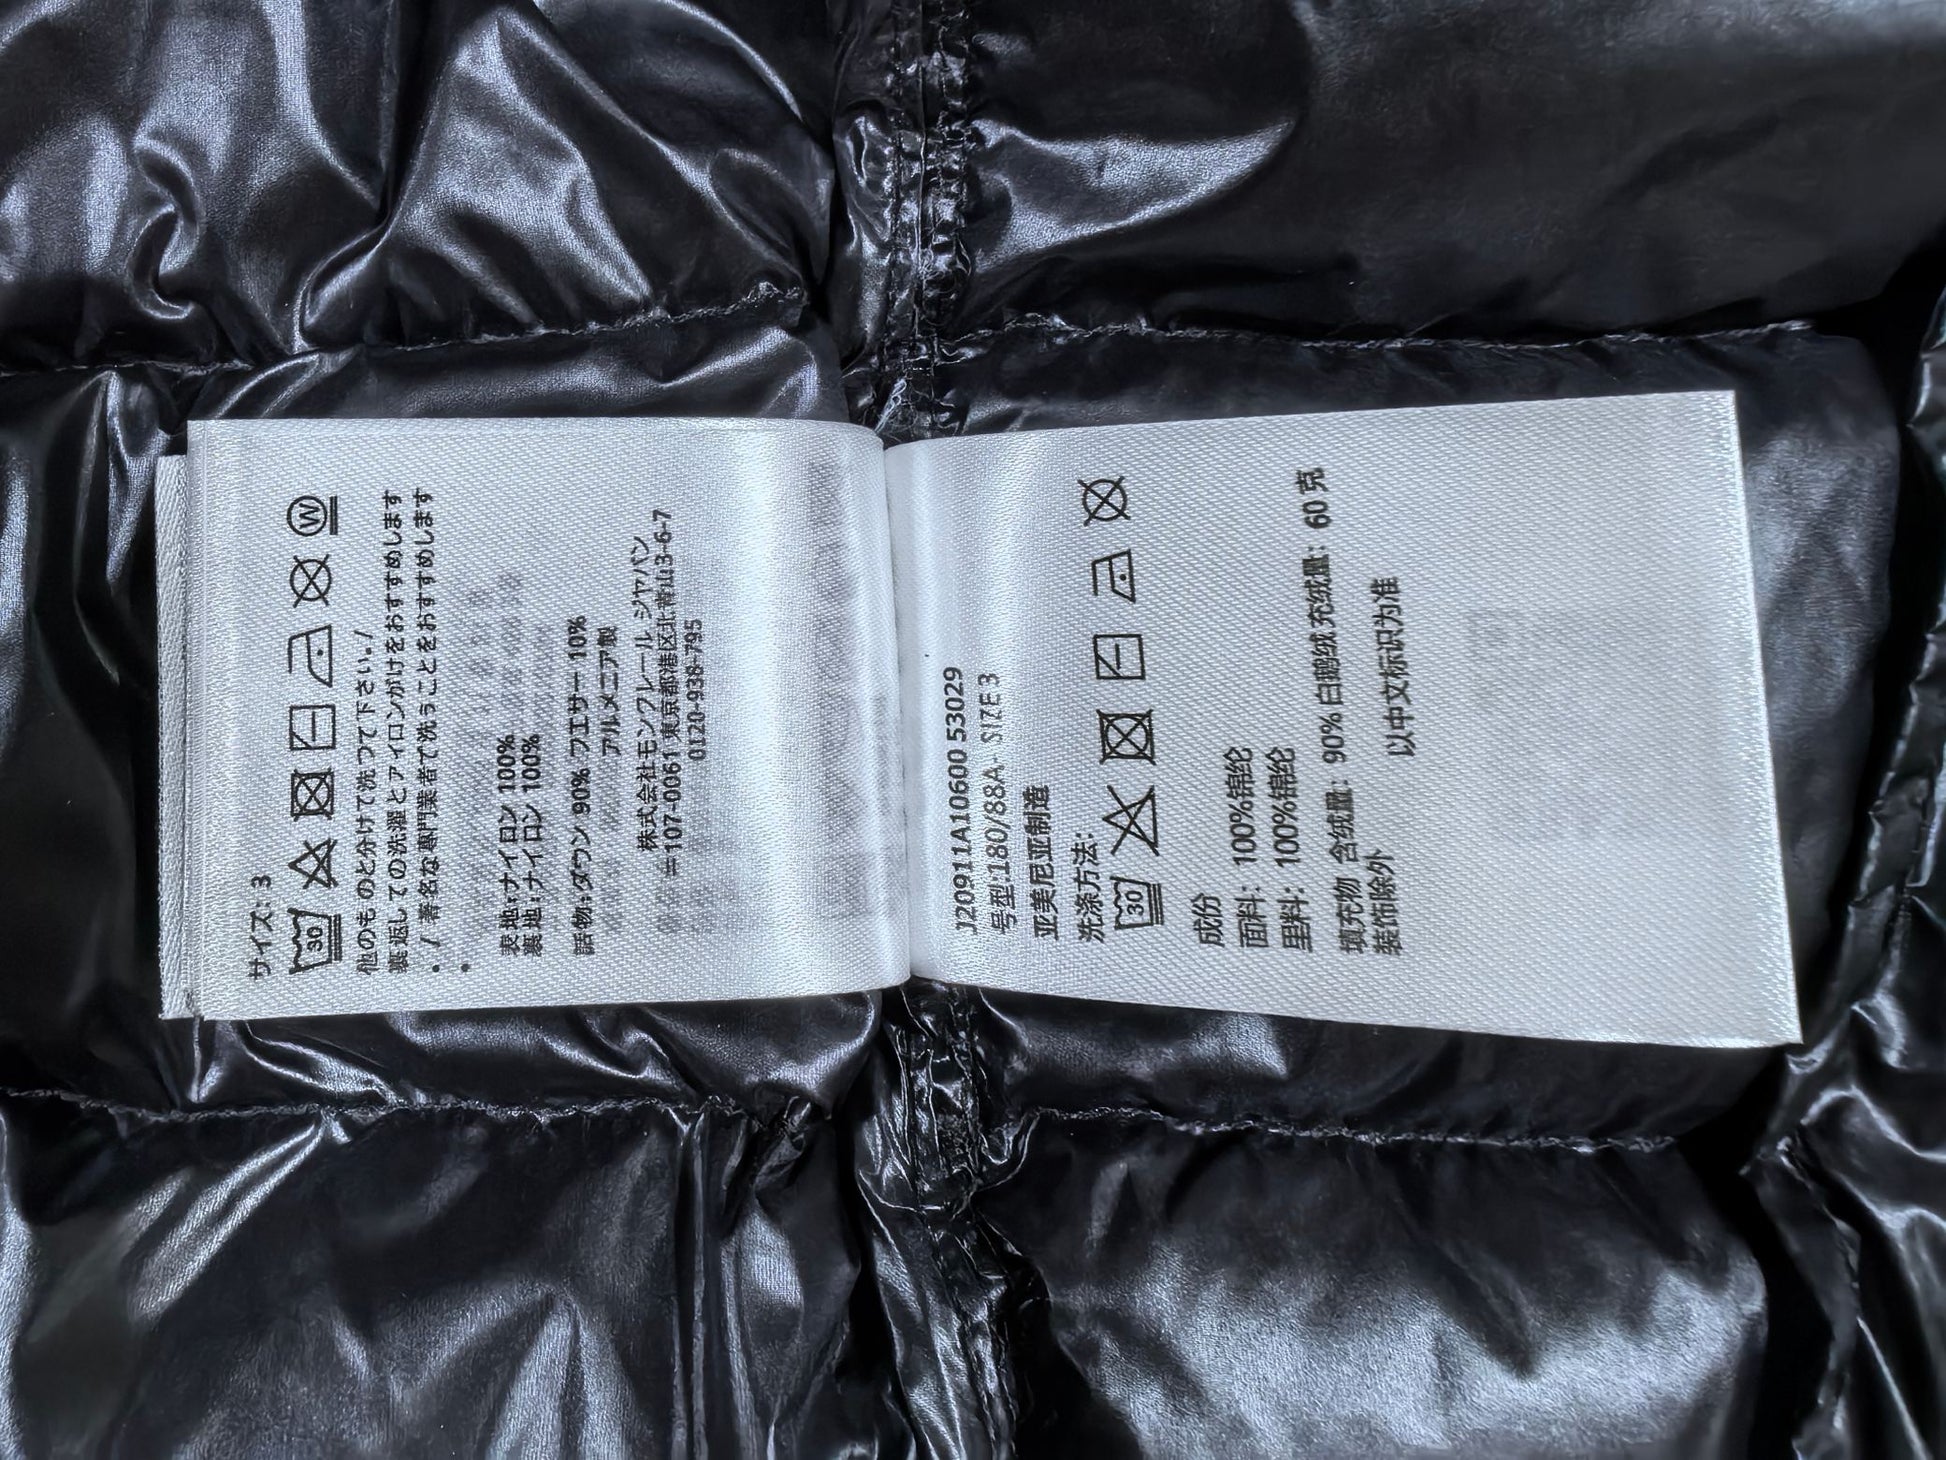 サイズ: 3
30 W
他のものと分けて洗つて下さい。/
裏返しての洗濯とアイロンがけをおすすめします
。/ 著名な専門業者で洗うことをおすすめします
。
表地:ナイロン 100%
裏地:ナイロン 100%
詰物:ダウン 90% フエサー 10%
アルメニア製
株式会社モンクレール ジャパン
〒107-0061 東京都港区北青山3-6-7
0120-938-795
J20911A10600 53029
号型:180/88A- SIZE 3
亚美尼亚制造
洗涤方法:
30
成份
面料: 100%锦纶
里料: 100%锦纶
填充物 含绒量: 90% 白鹅绒 充绒量: 60 克
装饰除外 以中文标识为准